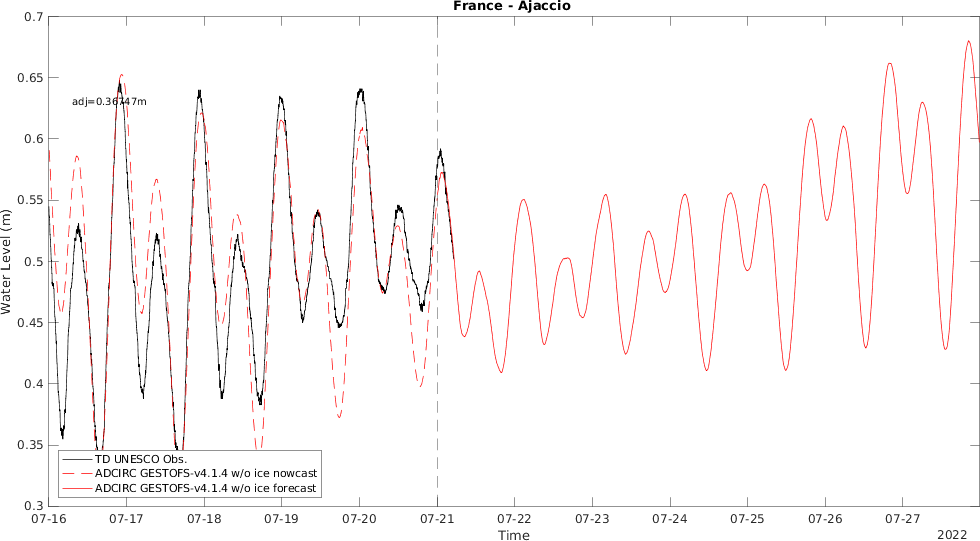 France - Ajaccio
0.7
0.65
0.6
0.55
0.5
0.45
0.4
0.35
0.3
Water Level (m)
adj=0.36747m
TD UNESCO Obs.
ADCIRC GESTOFS-v4.1.4 w/o ice nowcast
ADCIRC GESTOFS-v4.1.4 w/o ice forecast
07-16 07-17 07-18 07-19 07-20 07-21 07-22 07-23 07-24 07-25 07-26 07-27
Time
2022